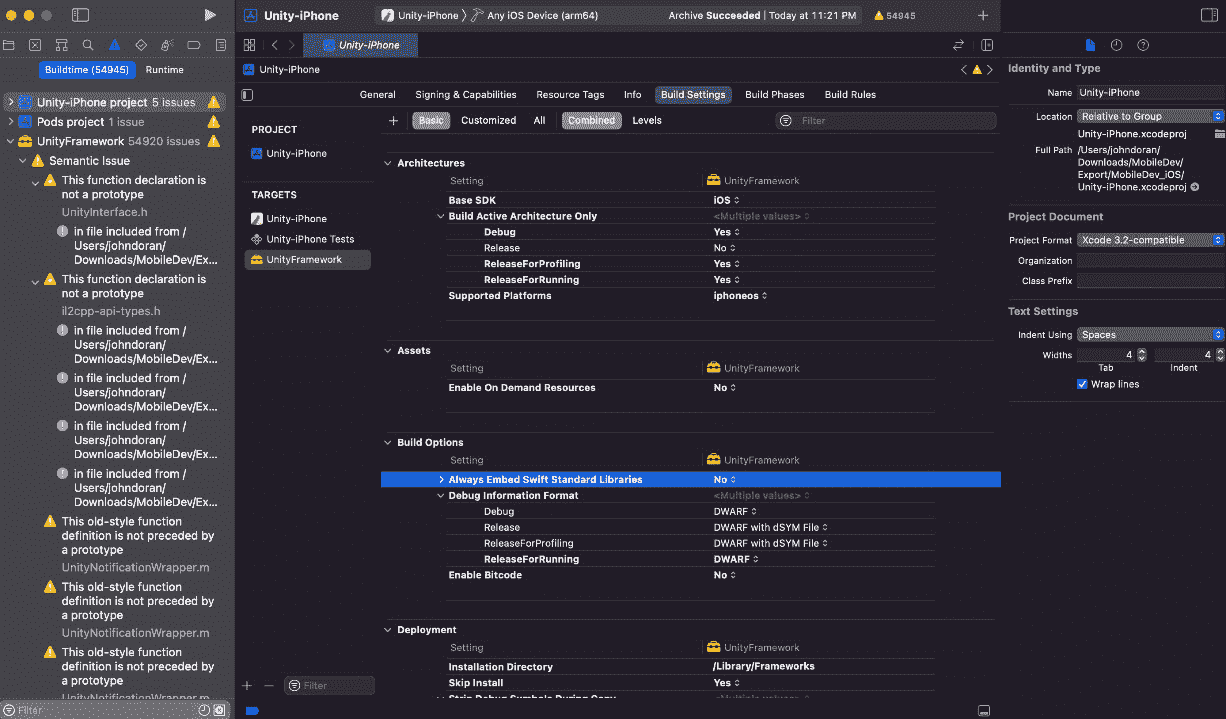 Unity-iPhone
Unity-iPhone 〉 Any iOS Device (arm64)
Archive Succeeded | Today at 11:21 PM
54945
Unity-iPhone
Buildtime (54945)
Runtime
Unity-iPhone
Unity-iPhone project 5 issues
Pods project 1 issue
UnityFramework 54920 issues
Semantic Issue
This function declaration is
not a prototype
UnityInterface.h
in file included from /
Users/johndoran/
Downloads/MobileDev/Ex...
This function declaration is
not a prototype
il2cpp-api-types.h
in file included from /
Users/johndoran/
Downloads/MobileDev/Ex...
in file included from /
Users/johndoran/
Downloads/MobileDev/Ex...
in file included from /
Users/johndoran/
Downloads/MobileDev/Ex...
in file included from /
Users/johndoran/
Downloads/MobileDev/Ex...
This old-style function
definition is not preceded by
a prototype
UnityNotificationWrapper.m
This old-style function
definition is not preceded by
a prototype
UnityNotificationWrapper.m
This old-style function
definition is not preceded by
a prototype
UnityNotificationWrapper.m
Filter
General
Signing & Capabilities
Resource Tags
Info
Build Settings
Build Phases
Build Rules
PROJECT
Unity-iPhone
TARGETS
Unity-iPhone
Unity-iPhone Tests
UnityFramework
Filter
Basic
Customized
All
Combined
Levels
Filter
Architectures
Setting UnityFramework
Base SDK iOS
Build Active Architecture Only <Multiple values>
Debug Yes
Release No
ReleaseForProfiling Yes
ReleaseForRunning Yes
Supported Platforms iphoneos
Assets
Setting UnityFramework
Enable On Demand Resources No
Build Options
Setting UnityFramework
Always Embed Swift Standard Libraries No
Debug Information Format <Multiple values>
Debug DWARF
Release DWARF with dSYM File
ReleaseForProfiling DWARF with dSYM File
ReleaseForRunning DWARF
Enable Bitcode No
Deployment
Setting UnityFramework
Installation Directory /Library/Frameworks
Skip Install Yes
Strip Debug Symbols During Copy <Multiple values>
Identity and Type
Name Unity-iPhone
Location Relative to Group
Unity-iPhone.xcodeproj
Full Path /Users/johndoran/
Downloads/MobileDev/
Export/MobileDev_iOS/
Unity-iPhone.xcodeproj
Project Document
Project Format Xcode 3.2-compatible
Organization
Class Prefix
Text Settings
Indent Using Spaces
Widths 4 4
Tab Indent
Wrap lines